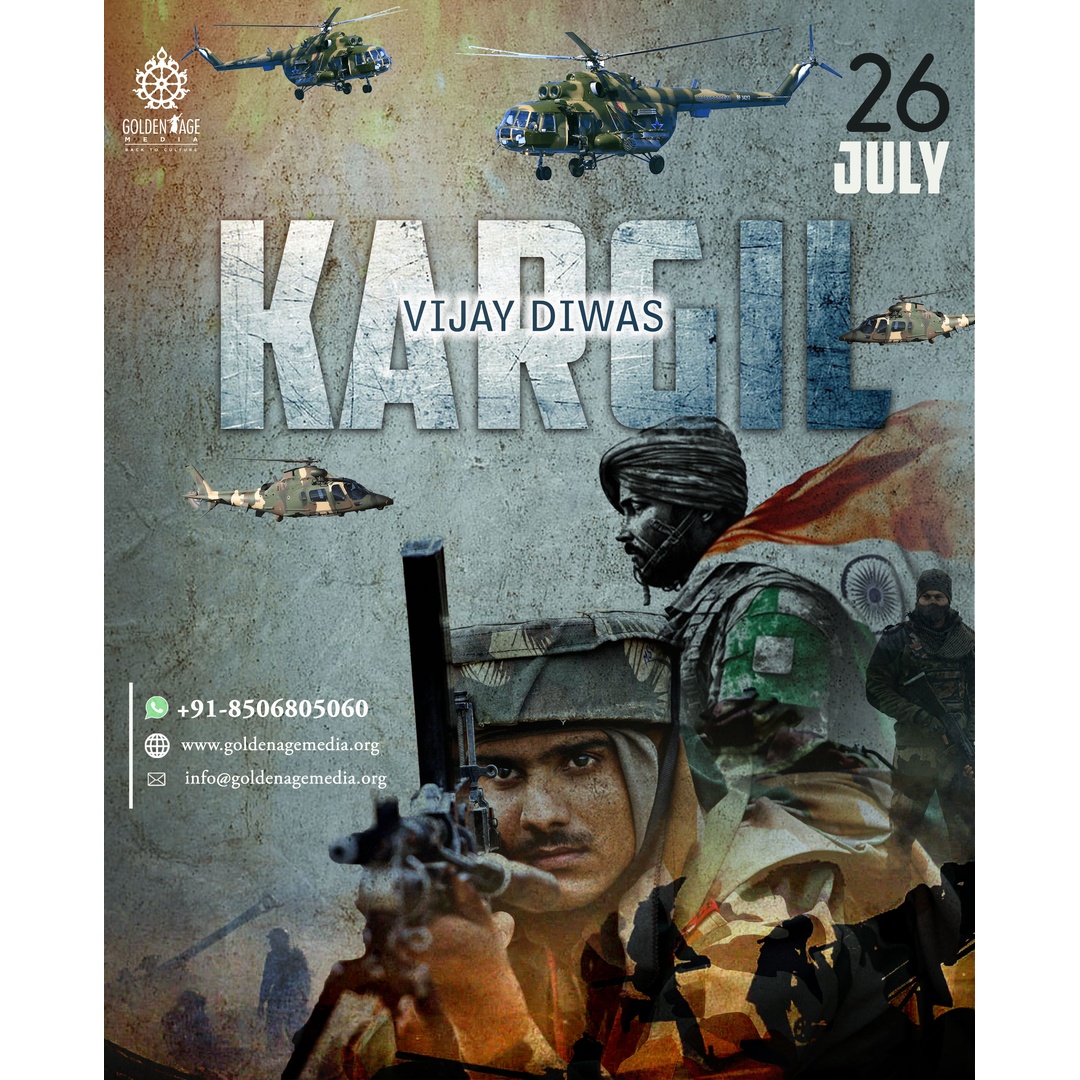 GOLDEN AGE
MEDIA
BACK TO CULTURE
26
JULY
KARGIL
VIJAY DIWAS
+91-8506805060
www.goldenagemedia.org
info@goldenagemedia.org